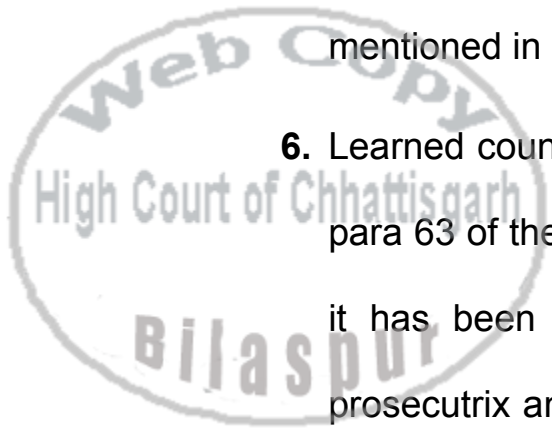 mentioned in
6. Learned coun
para 63 of the
it has been
prosecutrix ar
Web Copy
High Court of Chhattisgarh
Bilaspur